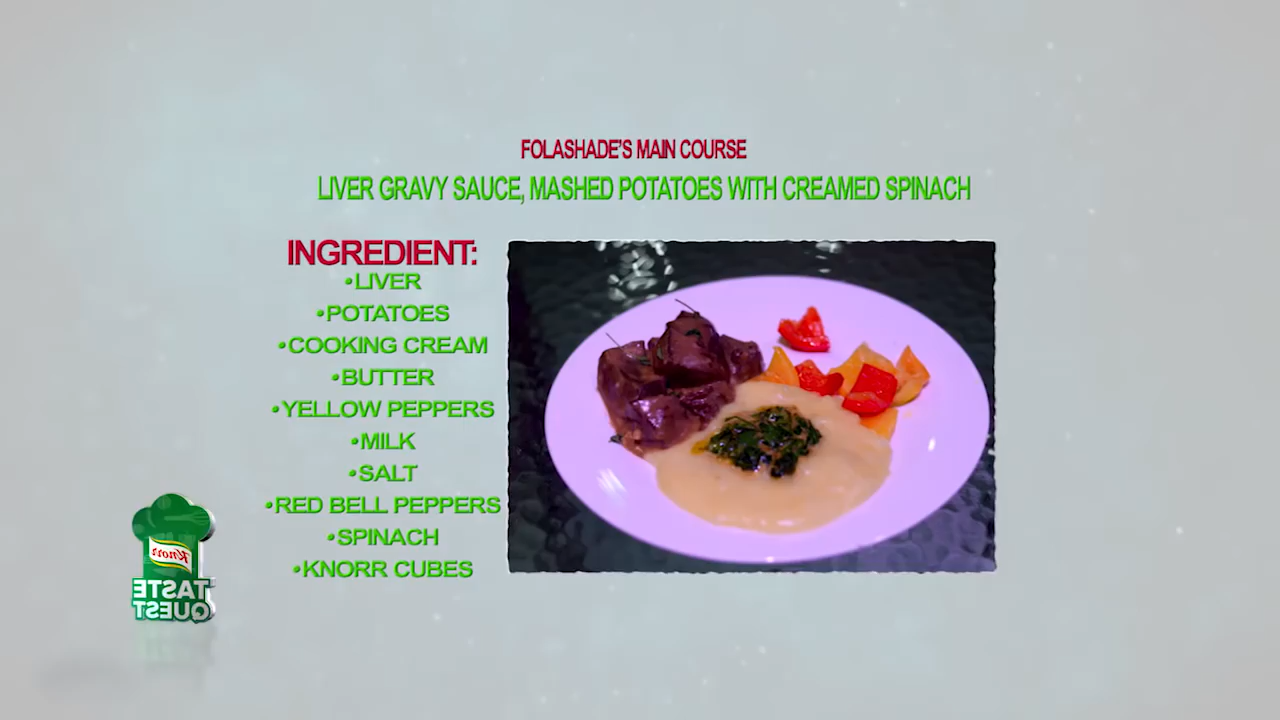 FOLASHADE'S MAIN COURSE
LIVER GRAVY SAUCE, MASHED POTATOES WITH CREAMED SPINACH
INGREDIENT:
•LIVER
•POTATOES
•COOKING CREAM
•BUTTER
•YELLOW PEPPERS
•MILK
•SALT
•RED BELL PEPPERS
•SPINACH
•KNORR CUBES
Knorr
TASTE
QUEST